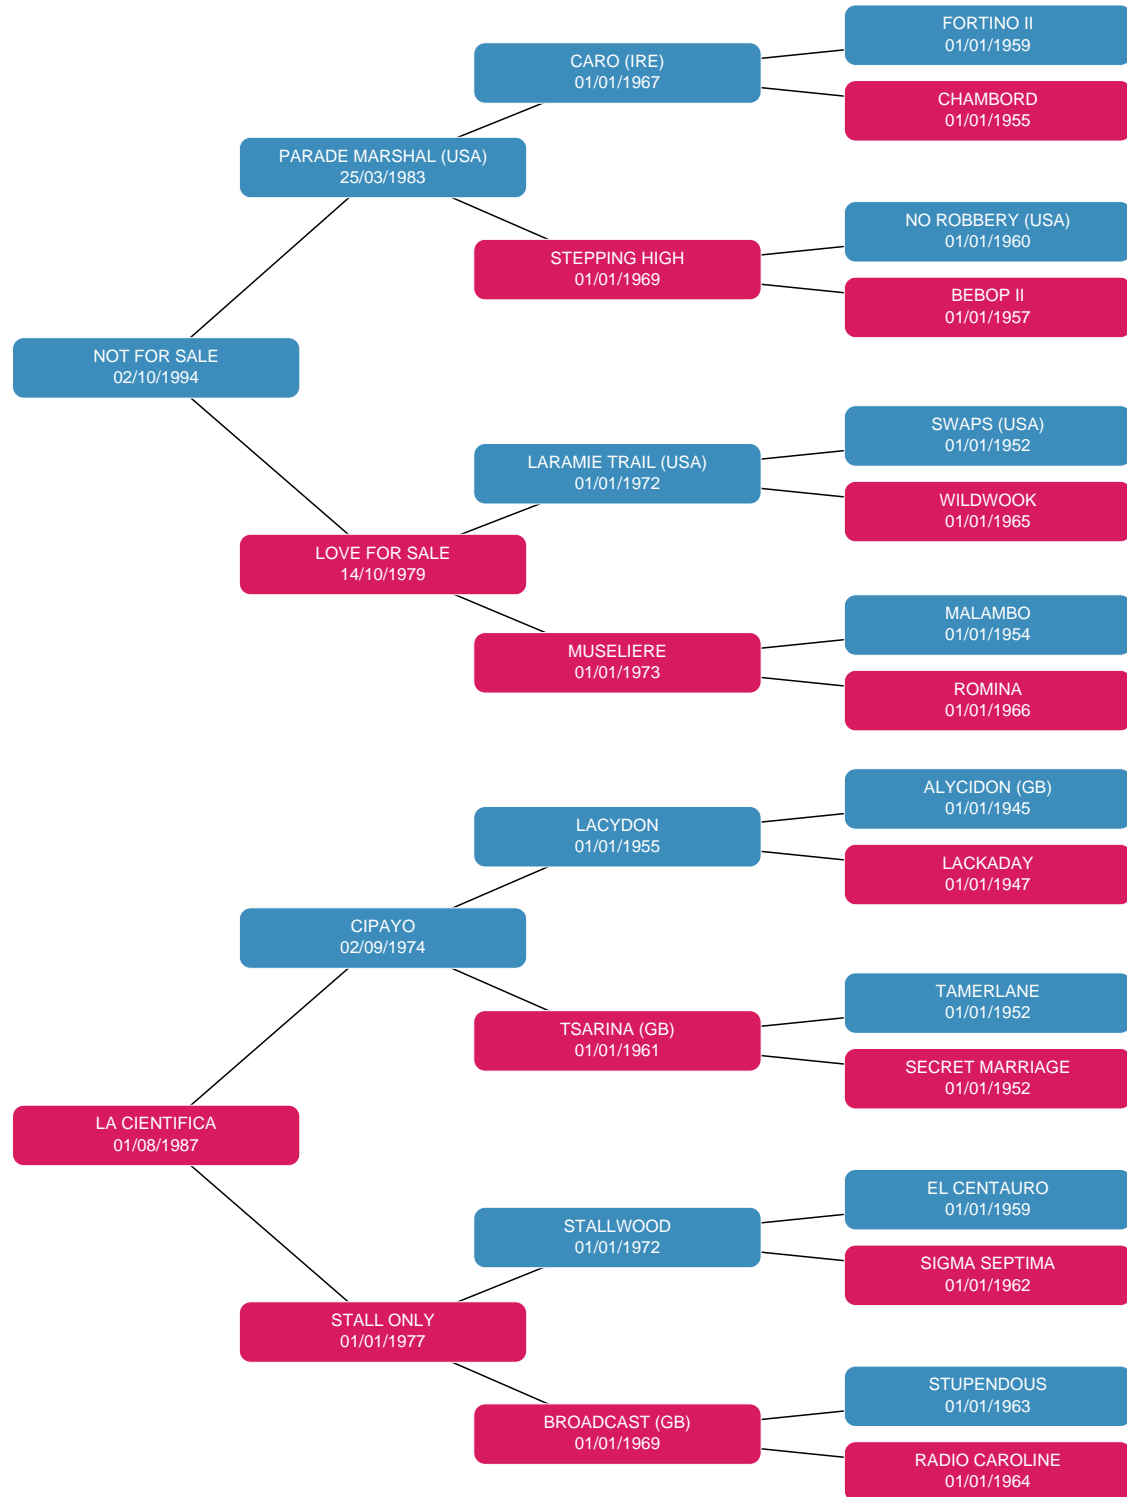 FORTINO II
01/01/1959
CARO (IRE)
01/01/1967
CHAMBORD
01/01/1955
PARADE MARSHAL (USA)
25/03/1983
NO ROBBERY (USA)
01/01/1960
STEPPING HIGH
01/01/1969
BEBOP II
01/01/1957
NOT FOR SALE
02/10/1994
SWAPS (USA)
01/01/1952
LARAMIE TRAIL (USA)
01/01/1972
WILDWOOK
01/01/1965
LOVE FOR SALE
14/10/1979
MALAMBO
01/01/1954
MUSELIERE
01/01/1973
ROMINA
01/01/1966
ALYCIDON (GB)
01/01/1945
LACYDON
01/01/1955
LACKADAY
01/01/1947
CIPAYO
02/09/1974
TAMERLANE
01/01/1952
TSARINA (GB)
01/01/1961
SECRET MARRIAGE
01/01/1952
LA CIENTIFICA
01/08/1987
EL CENTAURO
01/01/1959
STALLWOOD
01/01/1972
SIGMA SEPTIMA
01/01/1962
STALL ONLY
01/01/1977
STUPENDOUS
01/01/1963
BROADCAST (GB)
01/01/1969
RADIO CAROLINE
01/01/1964